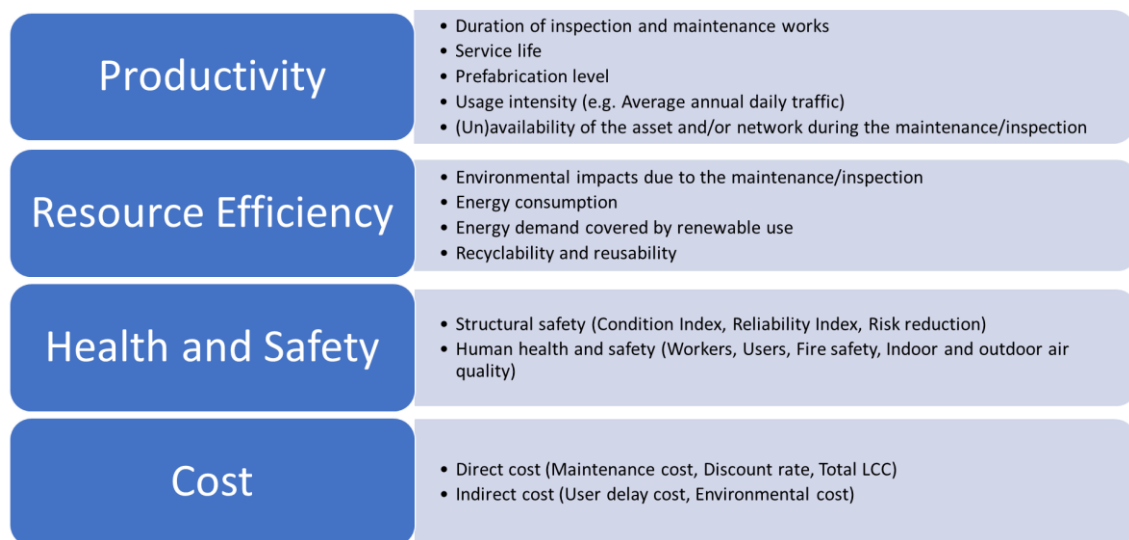 Productivity
• Duration of inspection and maintenance works
• Service life
• Prefabrication level
• Usage intensity (e.g. Average annual daily traffic)
• (Un)availability of the asset and/or network during the maintenance/inspection
Resource Efficiency
• Environmental impacts due to the maintenance/inspection
• Energy consumption
• Energy demand covered by renewable use
• Recyclability and reusability
Health and Safety
• Structural safety (Condition Index, Reliability Index, Risk reduction)
• Human health and safety (Workers, Users, Fire safety, Indoor and outdoor air
quality)
Cost
• Direct cost (Maintenance cost, Discount rate, Total LCC)
• Indirect cost (User delay cost, Environmental cost)